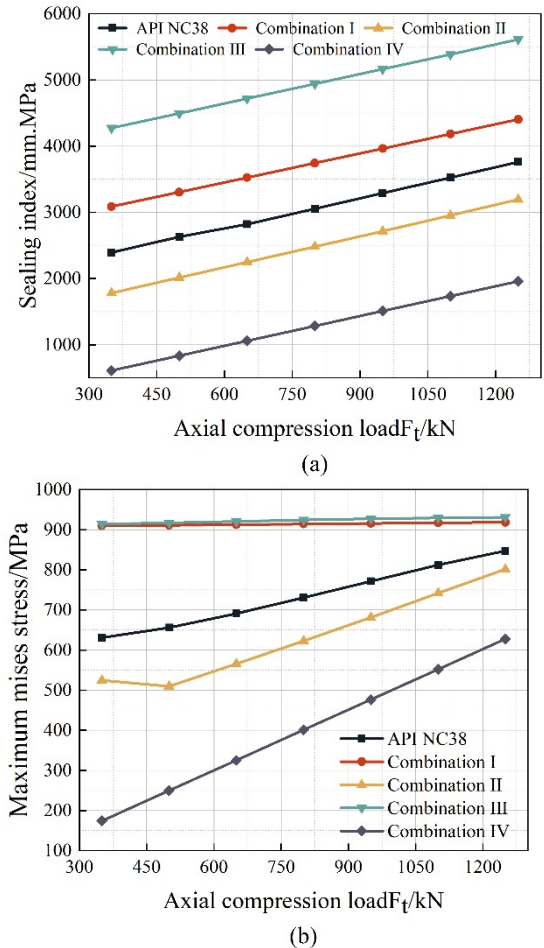 API NC38 Combination I Combination II
Combination III Combination IV
6000
5000
4000
3000
2000
1000
Sealing index/mm.MPa
300 450 600 750 900 1050 1200
Axial compression loadFt/kN
(a)
1000
900
800
700
600
500
400
300
200
100
Maximum mises stress/MPa
API NC38
Combination I
Combination II
Combination III
Combination IV
300 450 600 750 900 1050 1200
Axial compression loadFt/kN
(b)